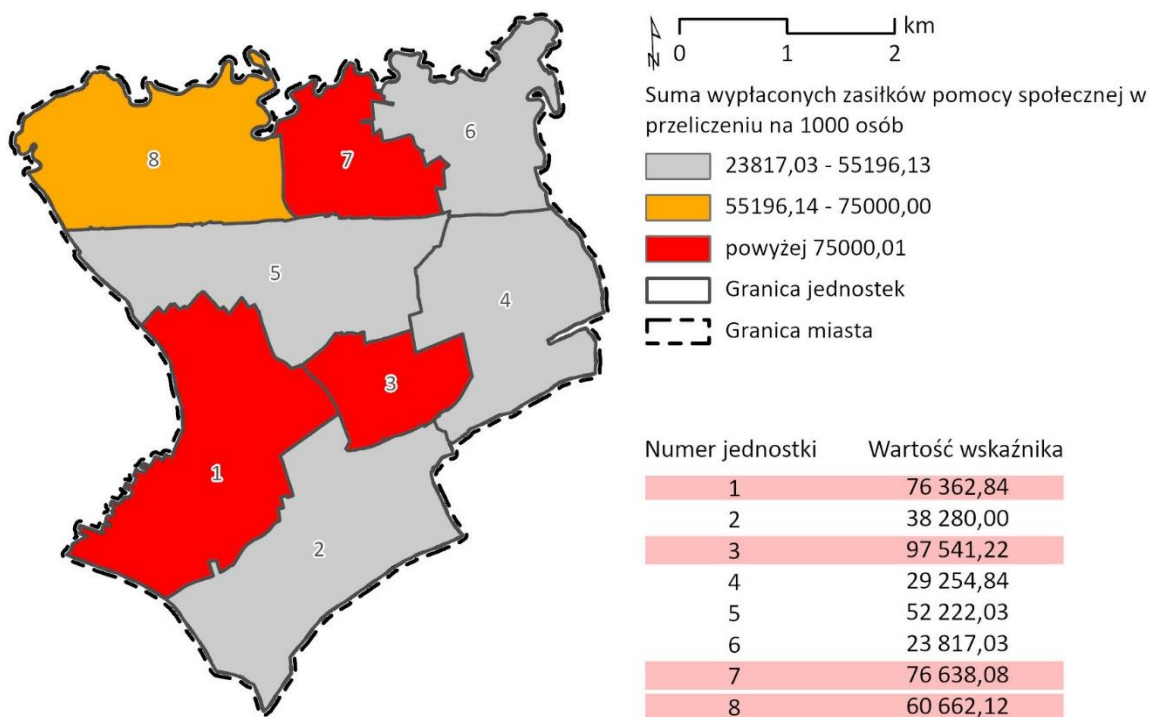 km
0 1 2
Suma wypłaconych zasiłków pomocy społecznej w
przeliczeniu na 1000 osób
23817,03 - 55196,13
55196,14 - 75000,00
powyżej 75000,01
Granica jednostek
Granica miasta
6
8
7
5
4
3
1
2
Numer jednostki Wartość wskaźnika
1 76 362,84
2 38 280,00
3 97 541,22
4 29 254,84
5 52 222,03
6 23 817,03
7 76 638,08
8 60 662,12